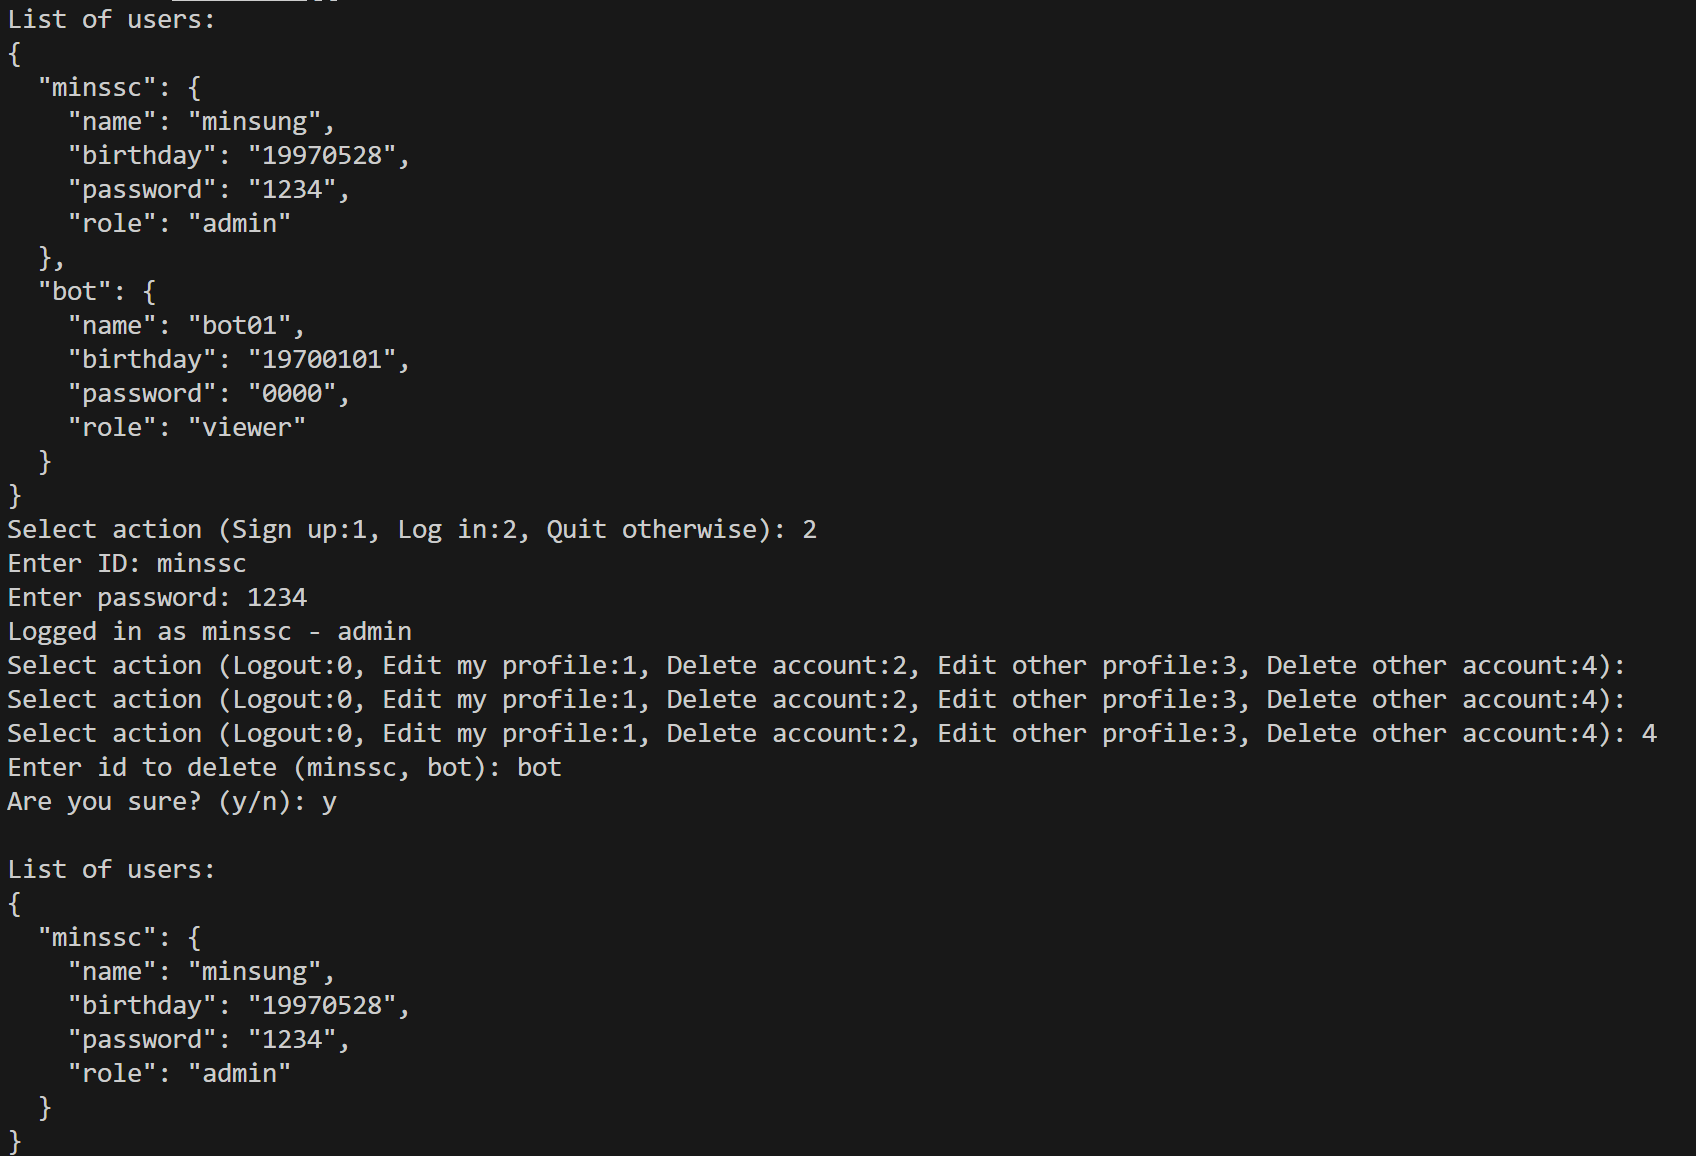 List of users:
{
  "minssc": {
    "name": "minsung",
    "birthday": "19970528",
    "password": "1234",
    "role": "admin"
  },
  "bot": {
    "name": "bot01",
    "birthday": "19700101",
    "password": "0000",
    "role": "viewer"
  }
}
Select action (Sign up:1, Log in:2, Quit otherwise): 2
Enter ID: minssc
Enter password: 1234
Logged in as minssc - admin
Select action (Logout:0, Edit my profile:1, Delete account:2, Edit other profile:3, Delete other account:4):
Select action (Logout:0, Edit my profile:1, Delete account:2, Edit other profile:3, Delete other account:4):
Select action (Logout:0, Edit my profile:1, Delete account:2, Edit other profile:3, Delete other account:4): 4
Enter id to delete (minssc, bot): bot
Are you sure? (y/n): y

List of users:
{
  "minssc": {
    "name": "minsung",
    "birthday": "19970528",
    "password": "1234",
    "role": "admin"
  }
}